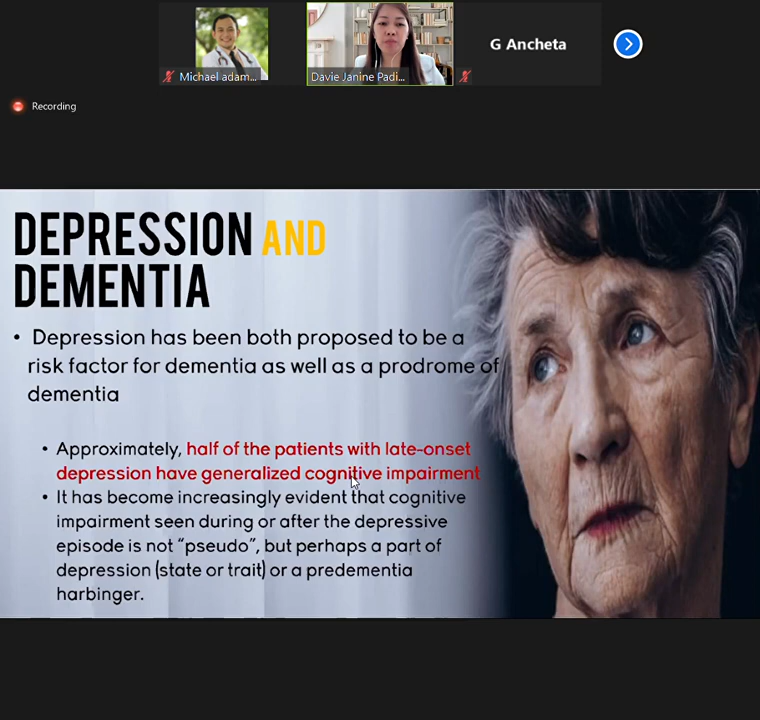 Michael adam...
Davie Janine Padi...
G Ancheta
Recording
DEPRESSION AND
DEMENTIA
• Depression has been both proposed to be a
risk factor for dementia as well as a prodrome of
dementia
• Approximately, half of the patients with late-onset
depression have generalized cognitive impairment
• It has become increasingly evident that cognitive
impairment seen during or after the depressive
episode is not “pseudo”, but perhaps a part of
depression (state or trait) or a predementia
harbinger.